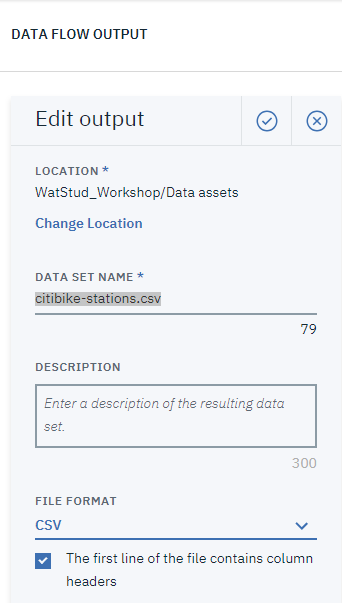 DATA FLOW OUTPUT
Edit output
LOCATION *
WatStud_Workshop/Data assets
Change Location
DATA SET NAME *
citibike-stations.csv
79
DESCRIPTION
Enter a description of the resulting data
set.
300
FILE FORMAT
CSV
The first line of the file contains column
headers